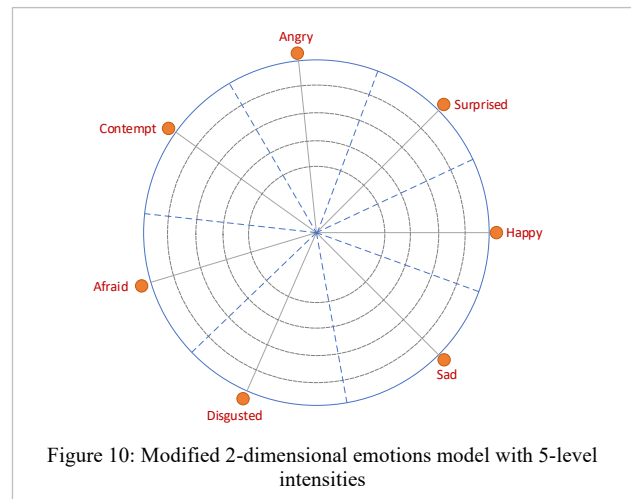 Angry
Surprised
Contempt
Happy
Afraid
Sad
Disgusted
Figure 10: Modified 2-dimensional emotions model with 5-level
intensities